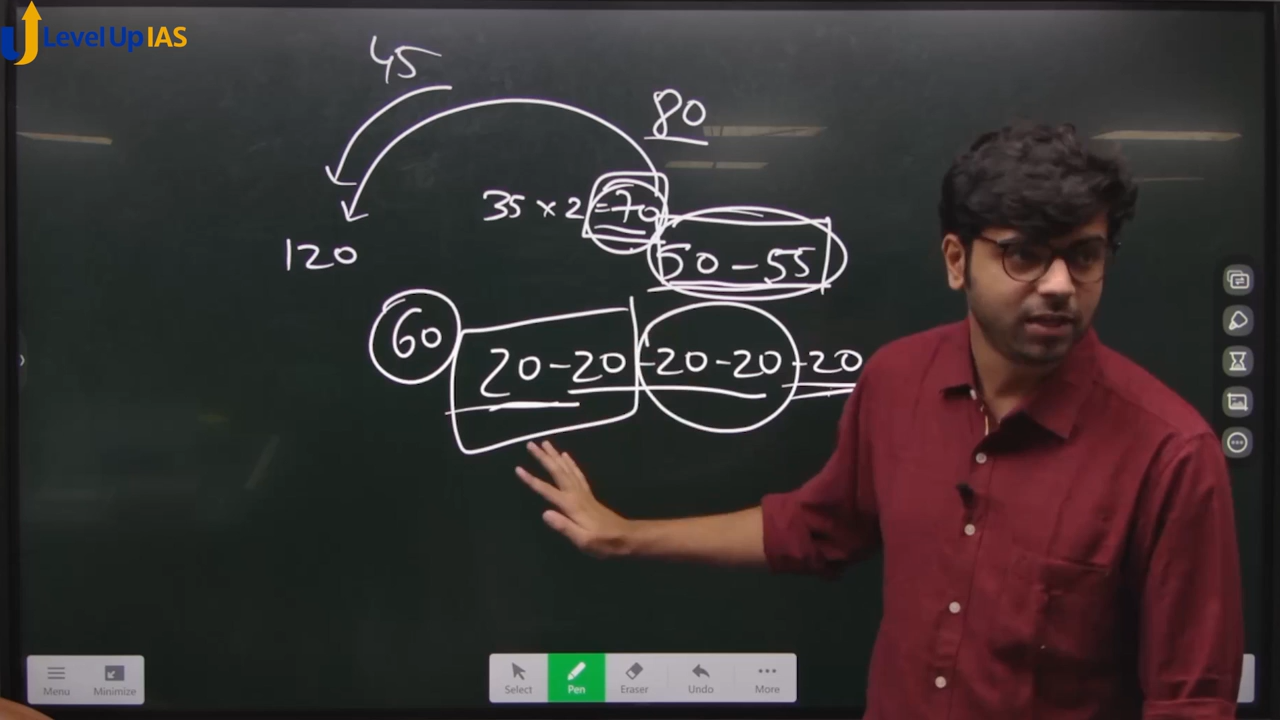 Level Up IAS
45
80
35 × 2 = 70
120
50 - 55
60
20 - 20 - 20 - 20 - 20
Menu
Minimize
Select
Pen
Eraser
Undo
More